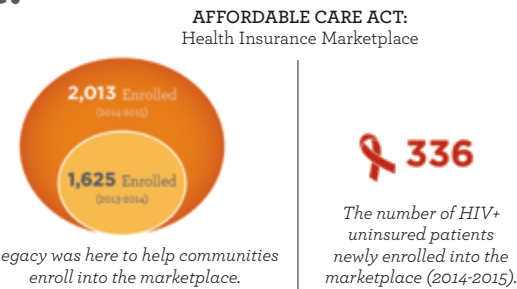 AFFORDABLE CARE ACT:
Health Insurance Marketplace
2,013 Enrolled
(2014-2015)
1,625 Enrolled
(2013-2014)
egacy was here to help communities
enroll into the marketplace.
336
The number of HIV+
uninsured patients
newly enrolled into the
marketplace (2014-2015).